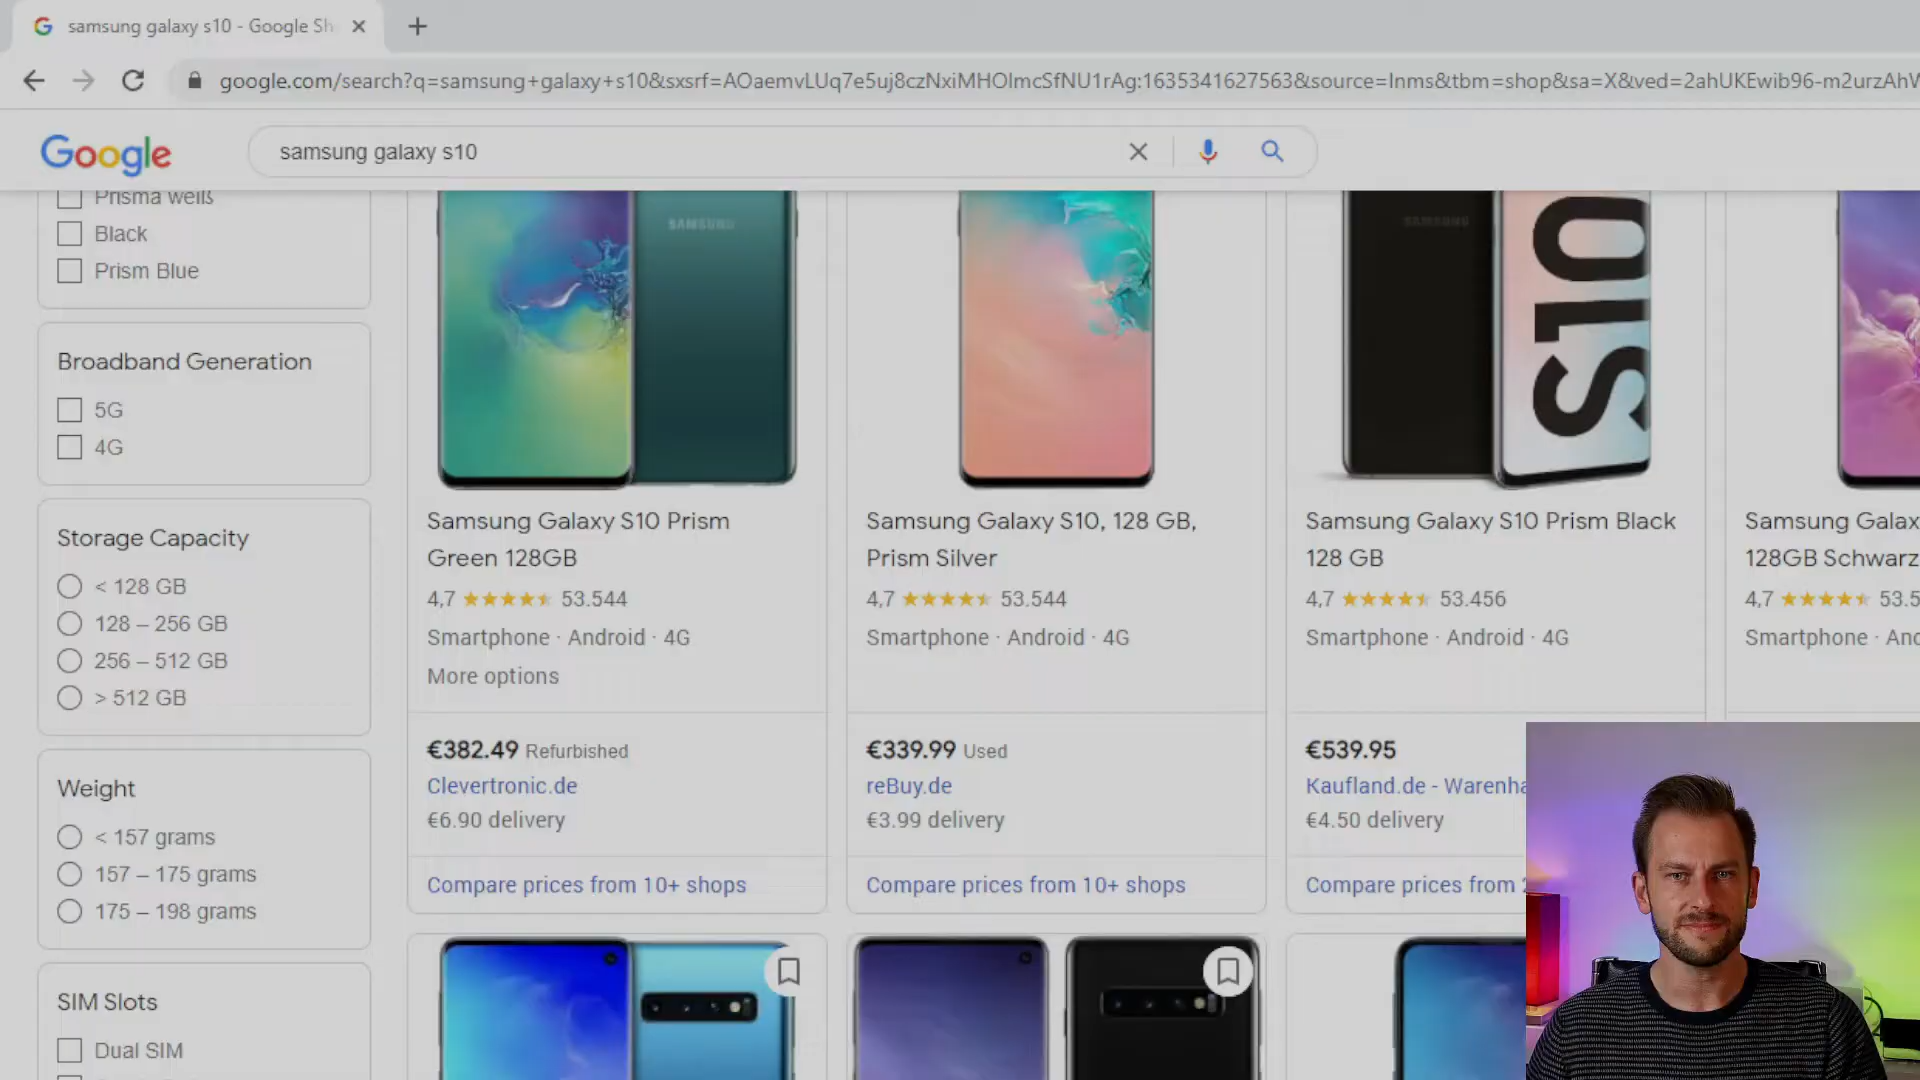 samsung galaxy s10 - Google Sh
google.com/search?q=samsung+galaxy+s10&sxsrf=AOaemvLUq7e5uj8czNxiMHOlmcSfNU1rAg:1635341627563&source=lnms&tbm=shop&sa=X&ved=2ahUKEwib96-m2urzAhW
Google
samsung galaxy s10
Prisma weiß
Black
Prism Blue
Broadband Generation
5G
4G
Storage Capacity
< 128 GB
128 – 256 GB
256 – 512 GB
> 512 GB
Weight
< 157 grams
157 – 175 grams
175 – 198 grams
SIM Slots
Dual SIM
SAMSUNG
Samsung Galaxy S10 Prism
Green 128GB
4,7 53.544
Smartphone · Android · 4G
More options
€382.49 Refurbished
Clevertronic.de
€6.90 delivery
Compare prices from 10+ shops
Samsung Galaxy S10, 128 GB,
Prism Silver
4,7 53.544
Smartphone · Android · 4G
€339.99 Used
reBuy.de
€3.99 delivery
Compare prices from 10+ shops
SAMSUNG
S10
Samsung Galaxy S10 Prism Black
128 GB
4,7 53.456
Smartphone · Android · 4G
€539.95
Kaufland.de - Warenha
€4.50 delivery
Compare prices from
Samsung Galax
128GB Schwarz
4,7 53.5
Smartphone · And